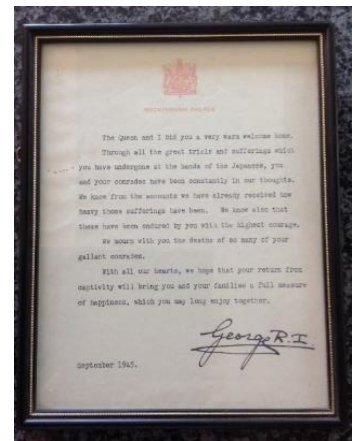 BUCKINGHAM PALACE
The Queen and I bid you a very warm welcome home.
Through all the great trials and sufferings which
you have undergone at the hands of the Japanese, you
and your comrades have been constantly in our thoughts.
We know from the accounts we have already received how
heavy those sufferings have been. We know also that
these have been endured by you with the highest courage.
We mourn with you the deaths of so many of your
gallant comrades.
With all our hearts, we hope that your return from
captivity will bring you and your families a full measure
of happiness, which you may long enjoy together.
George R.I.
September 1945.